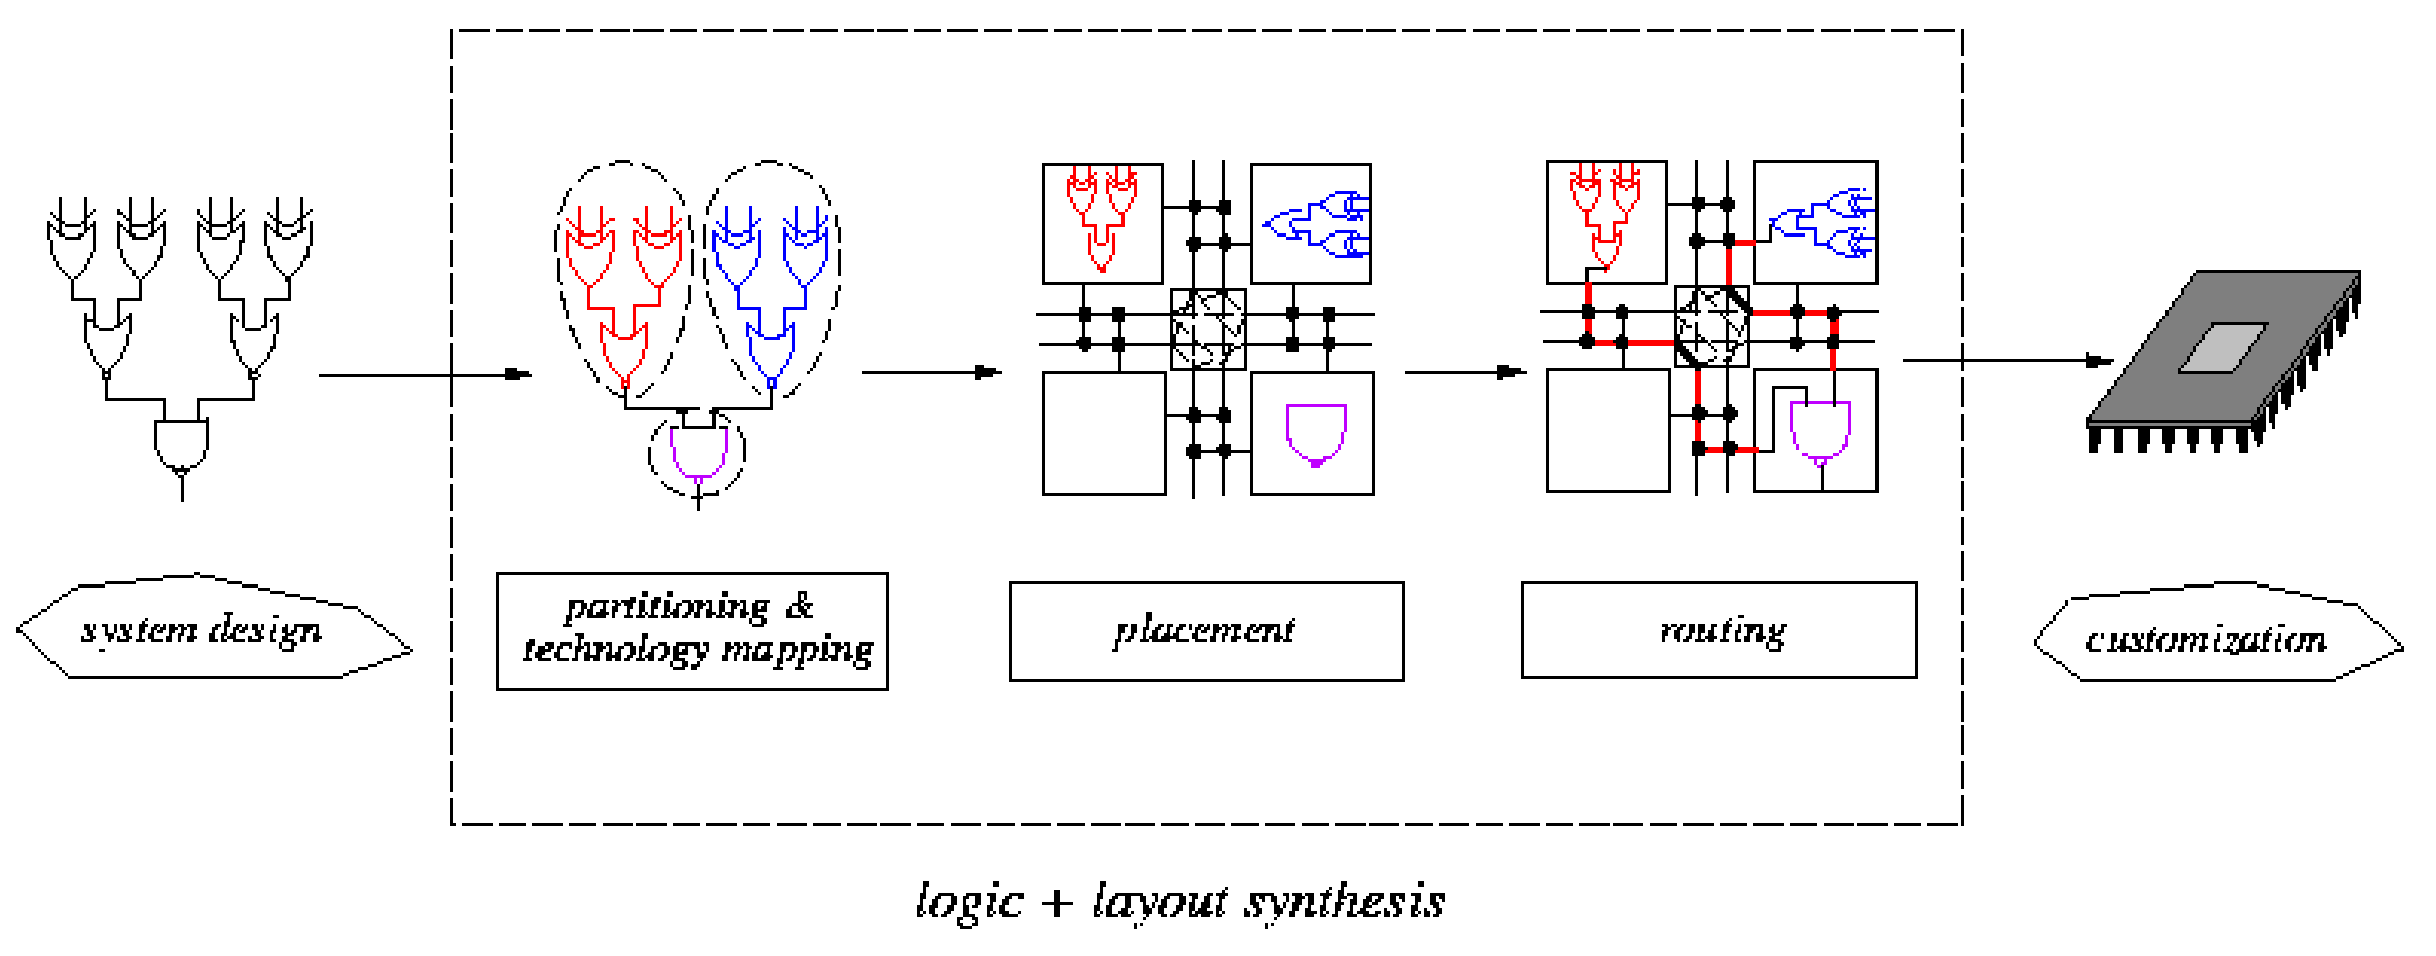 system design
partitioning &
technology mapping
placement
routing
customization
logic + layout synthesis